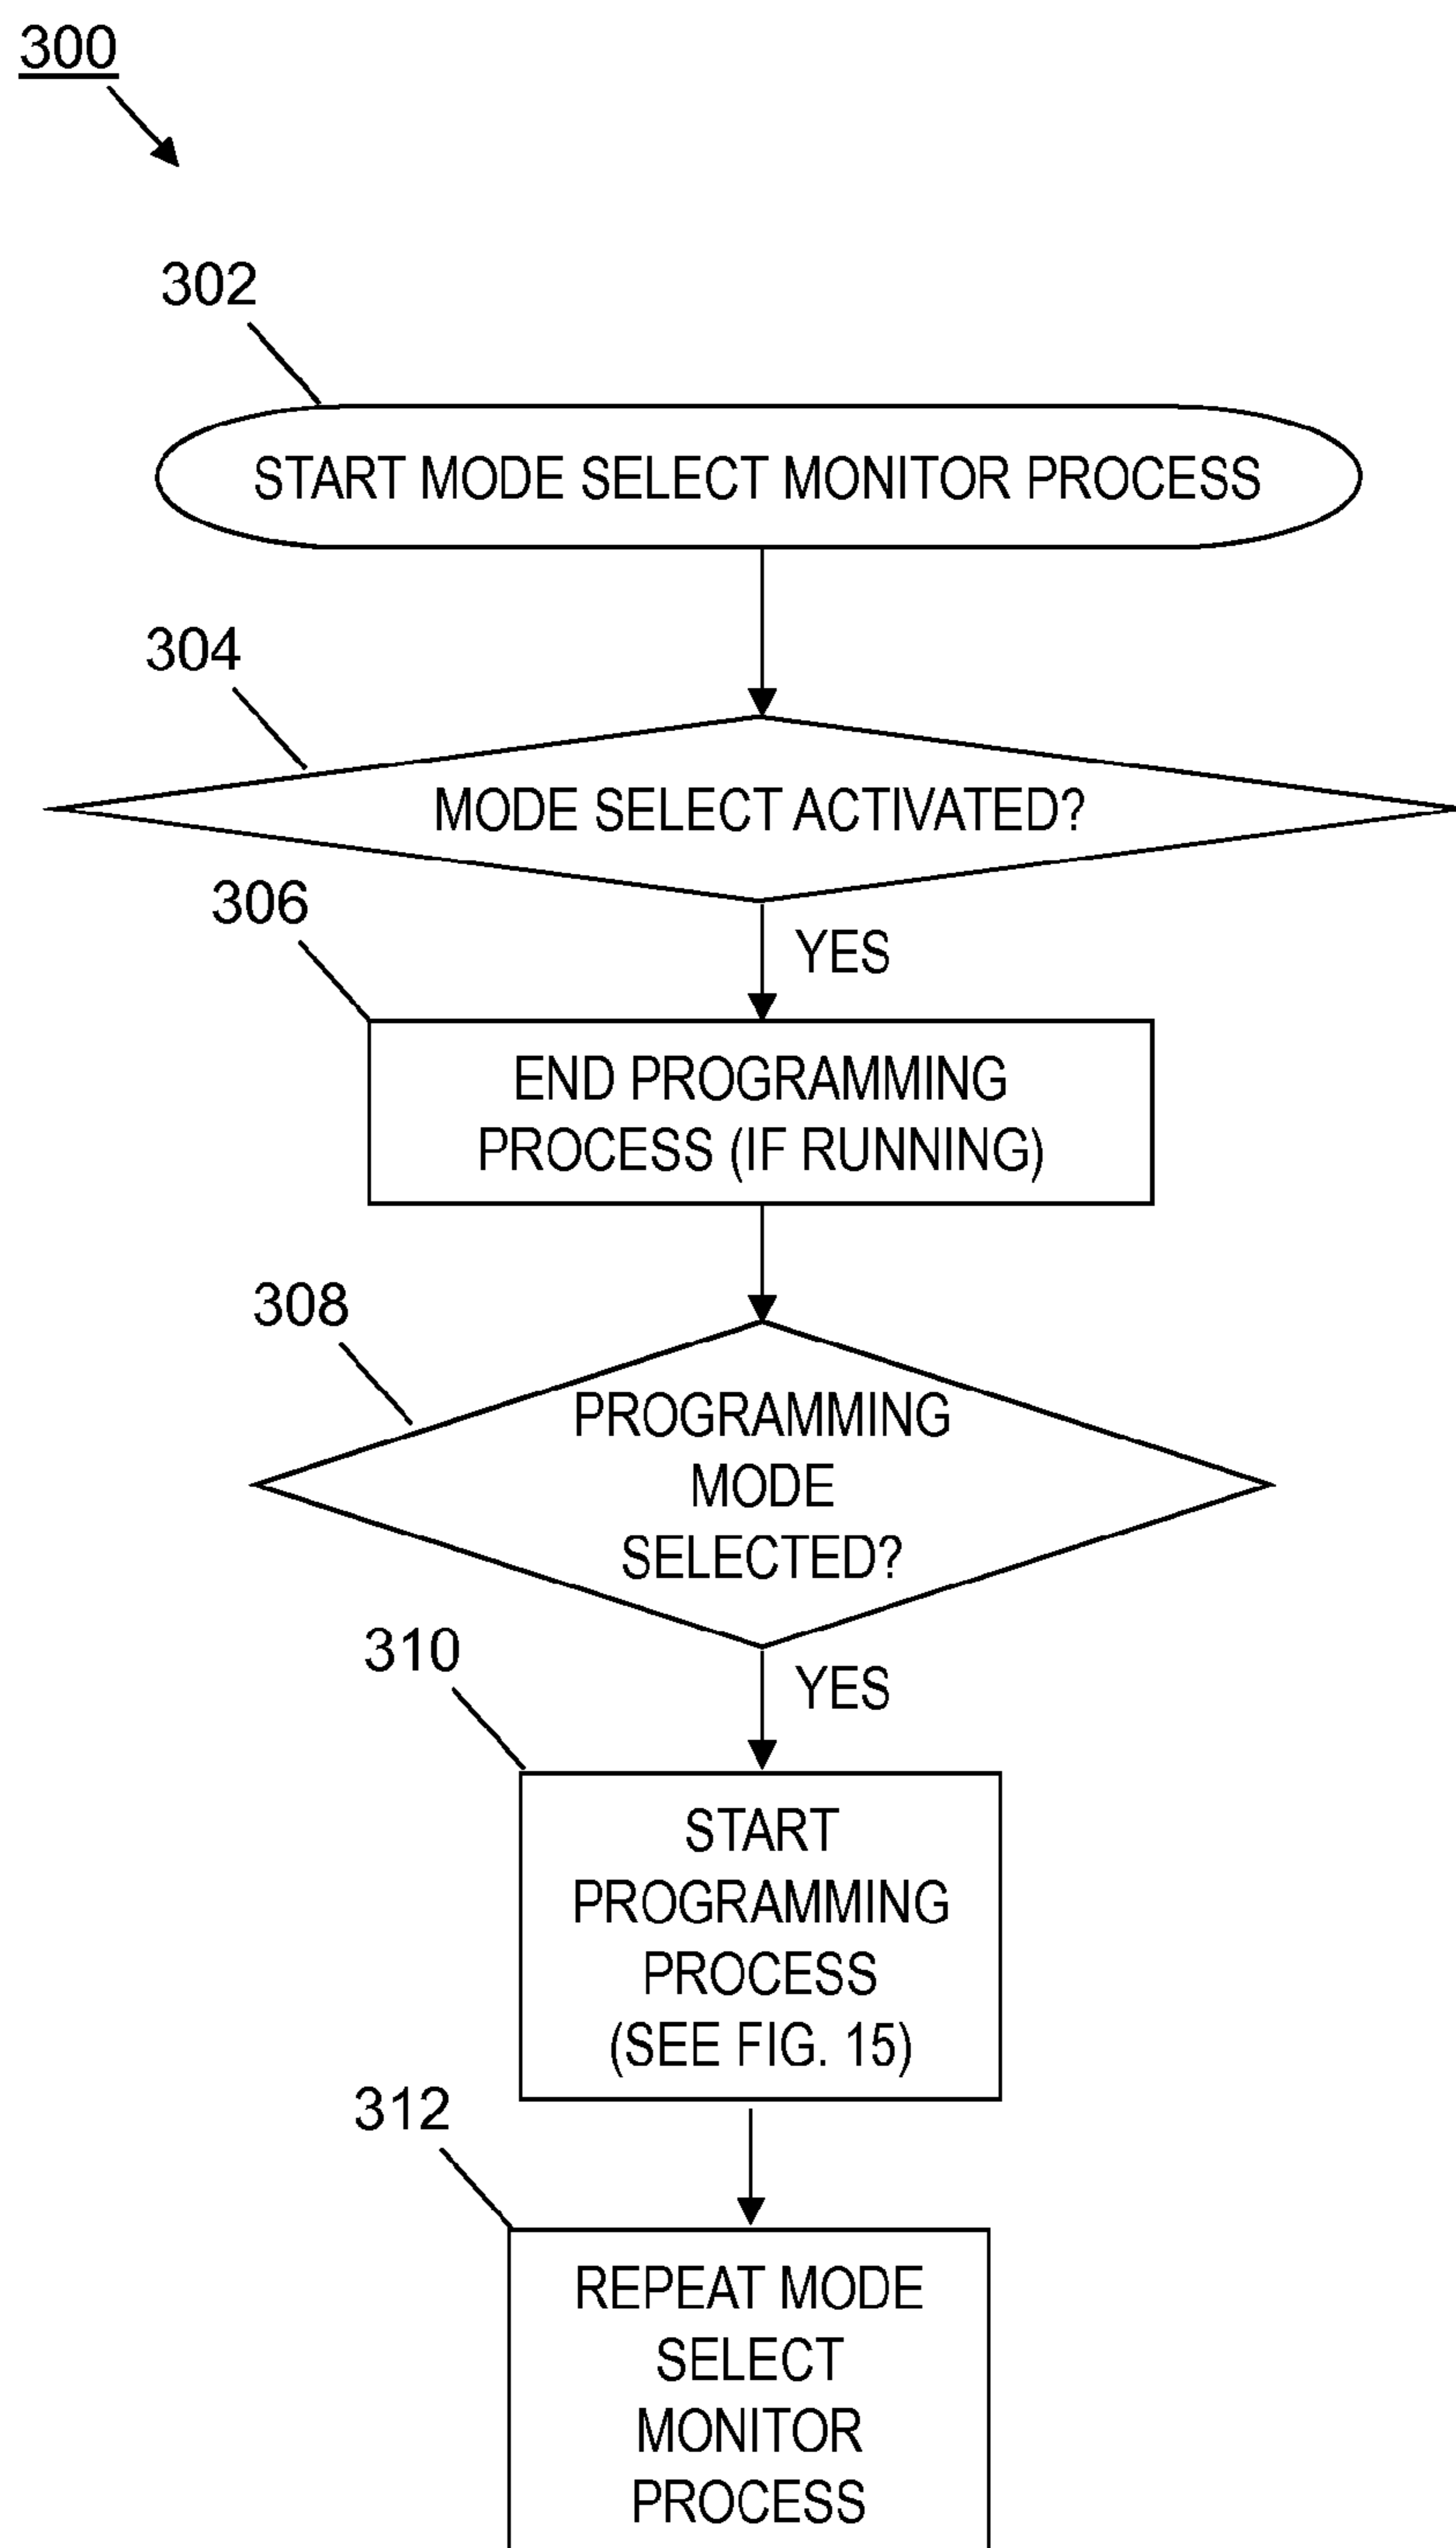 300
302
START MODE SELECT MONITOR PROCESS
304
MODE SELECT ACTIVATED?
306
YES
END PROGRAMMING
PROCESS (IF RUNNING)
308
PROGRAMMING
MODE
SELECTED?
310
YES
START
PROGRAMMING
PROCESS
(SEE FIG. 15)
312
REPEAT MODE
SELECT
MONITOR
PROCESS